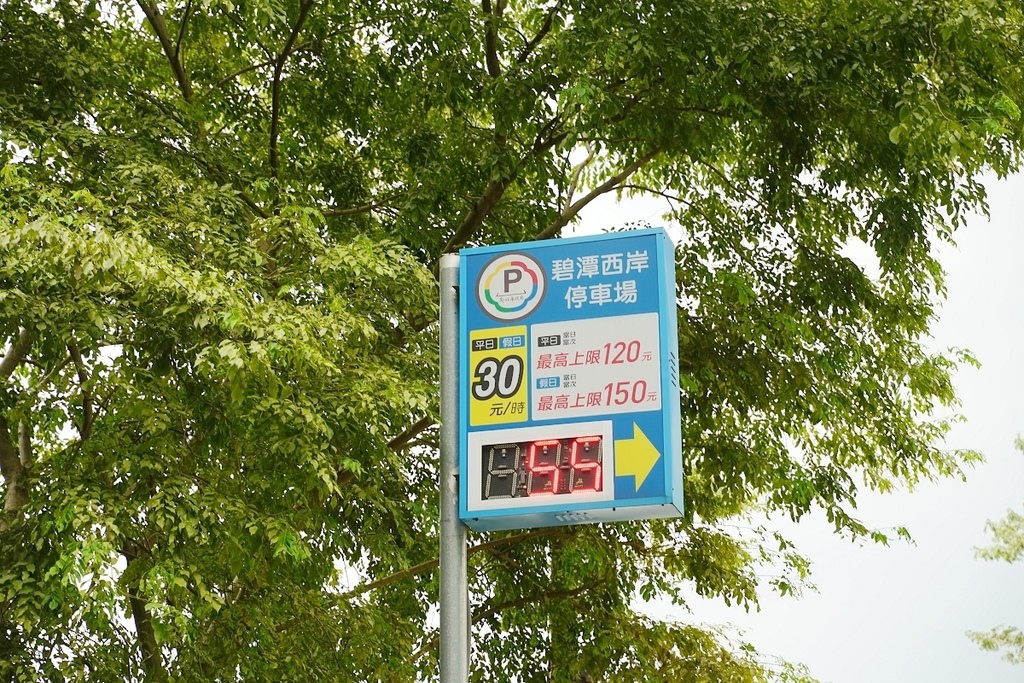 P
碧潭西岸
停車場
平日 假日
30
元/時
平日 當日當次
最高上限120元
假日 當日當次
最高上限150元
95